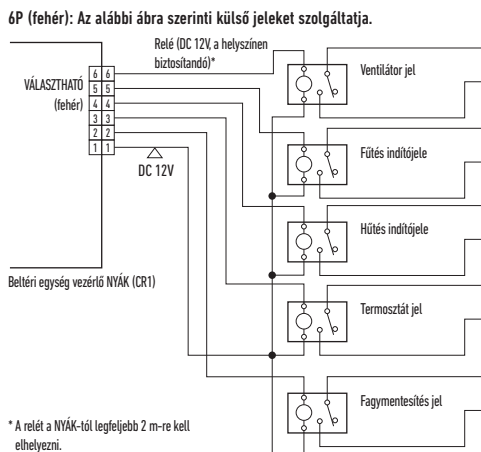 6P (fehér): Az alábbi ábra szerinti külső jeleket szolgáltatja.
Relé (DC 12V, a helyszínen
biztosítandó)*
VÁLASZTHATÓ
(fehér)
6 6
5 5
4 4
3 3
2 2
1 1
DC 12V
Beltéri egység vezérlő NYÁK (CR1)
Ventilátor jel
Fűtés indítójele
Hűtés indítójele
Termosztát jel
Fagymentesítés jel
* A relét a NYÁK-tól legfeljebb 2 m-re kell
elhelyezni.